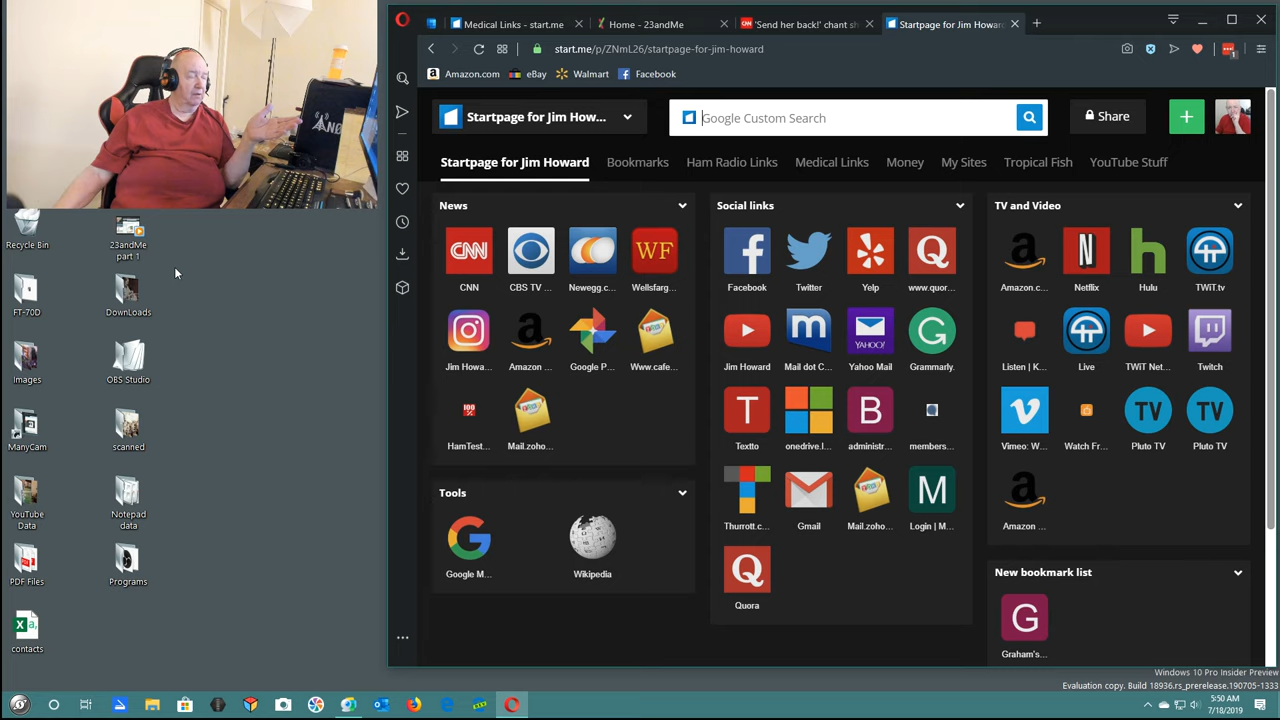 Medical Links - start.me
Home - 23andMe
'Send her back!' chant sh
Startpage for Jim Howar
start.me/p/ZNmL26/startpage-for-jim-howard
1
Amazon.com
eBay
Walmart
Facebook
Startpage for Jim How...
Google Custom Search
Share
Startpage for Jim Howard
Bookmarks
Ham Radio Links
Medical Links
Money
My Sites
Tropical Fish
YouTube Stuff
News
CNN
CBS TV ...
Newegg.c...
WF
Wellsfarg...
Jim Howa...
Amazon ...
Google P...
Www.cafe...
100
HamTest...
Mail.zoho...
Tools
Google M...
Wikipedia
Social links
Facebook
Twitter
Yelp
Q
www.quor...
Jim Howard
Mail dot C...
YAHOO!
Yahoo Mail
Grammarly.
T
Textto
onedrive.l...
B
administr...
members...
Thurrott.c...
Gmail
Mail.zoho...
M
Login | M...
Q
Quora
TV and Video
Amazon.c...
Netflix
Hulu
TWiT.tv
Listen | K...
Live
TWiT Net...
Twitch
Vimeo: W...
Watch Fr...
TV
Pluto TV
TV
Pluto TV
Amazon ...
New bookmark list
G
Graham's...
Recycle Bin
23andMe part 1
FT-70D
DownLoads
Images
OBS Studio
ManyCam
scanned
YouTube Data
Notepad data
PDF Files
Programs
contacts
Windows 10 Pro Insider Preview
Evaluation copy. Build 18936.rs_prerelease.190705-1333
5:50 AM
7/18/2019